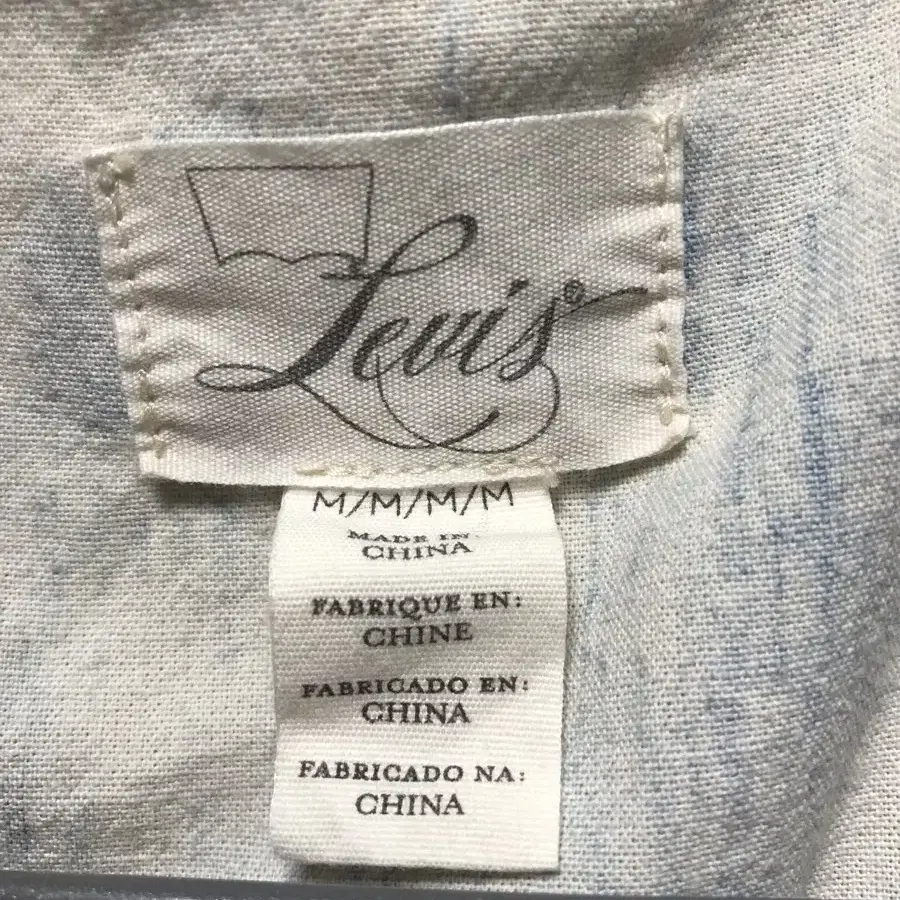 Levi's®
M/M/M/M
MADE IN:
CHINA
FABRIQUE EN:
CHINE
FABRICADO EN:
CHINA
FABRICADO NA:
CHINA